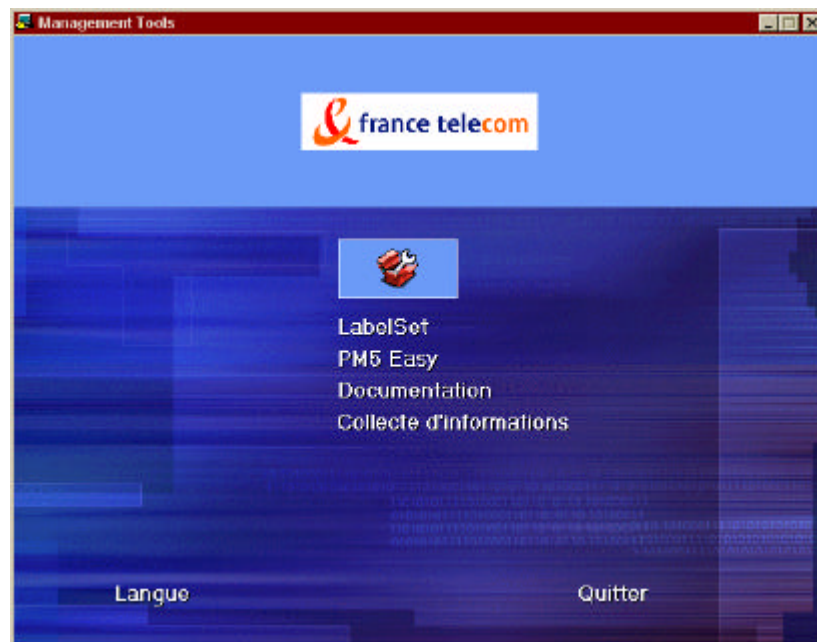 Management Tools
france telecom
LabelSet
PM5 Easy
Documentation
Collecte d'informations
Langue
Quitter